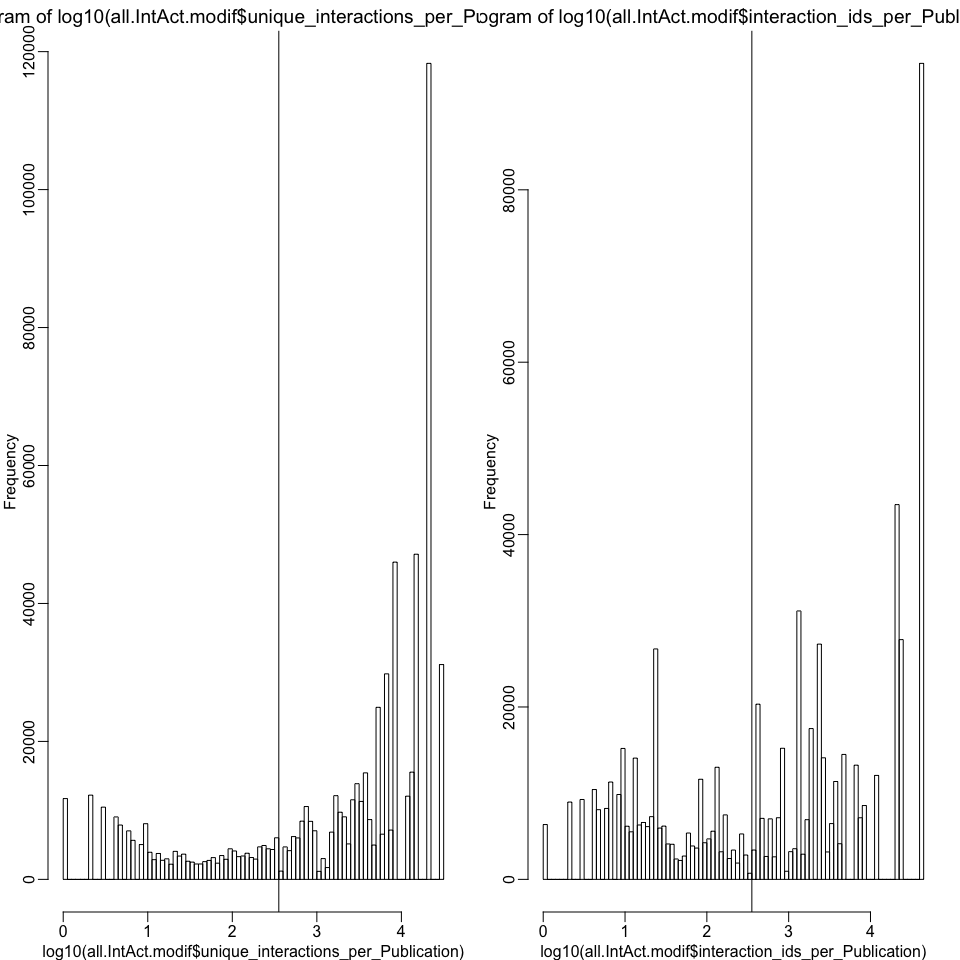 ram of log10(all.IntAct.modif$unique_interactions_per_Pu
ogram of log10(all.IntAct.modif$interaction_ids_per_Publ
Frequency
0
20000
40000
60000
80000
100000
120000
0 1 2 3 4
log10(all.IntAct.modif$unique_interactions_per_Publication)
Frequency
0
20000
40000
60000
80000
0 1 2 3 4
log10(all.IntAct.modif$interaction_ids_per_Publication)